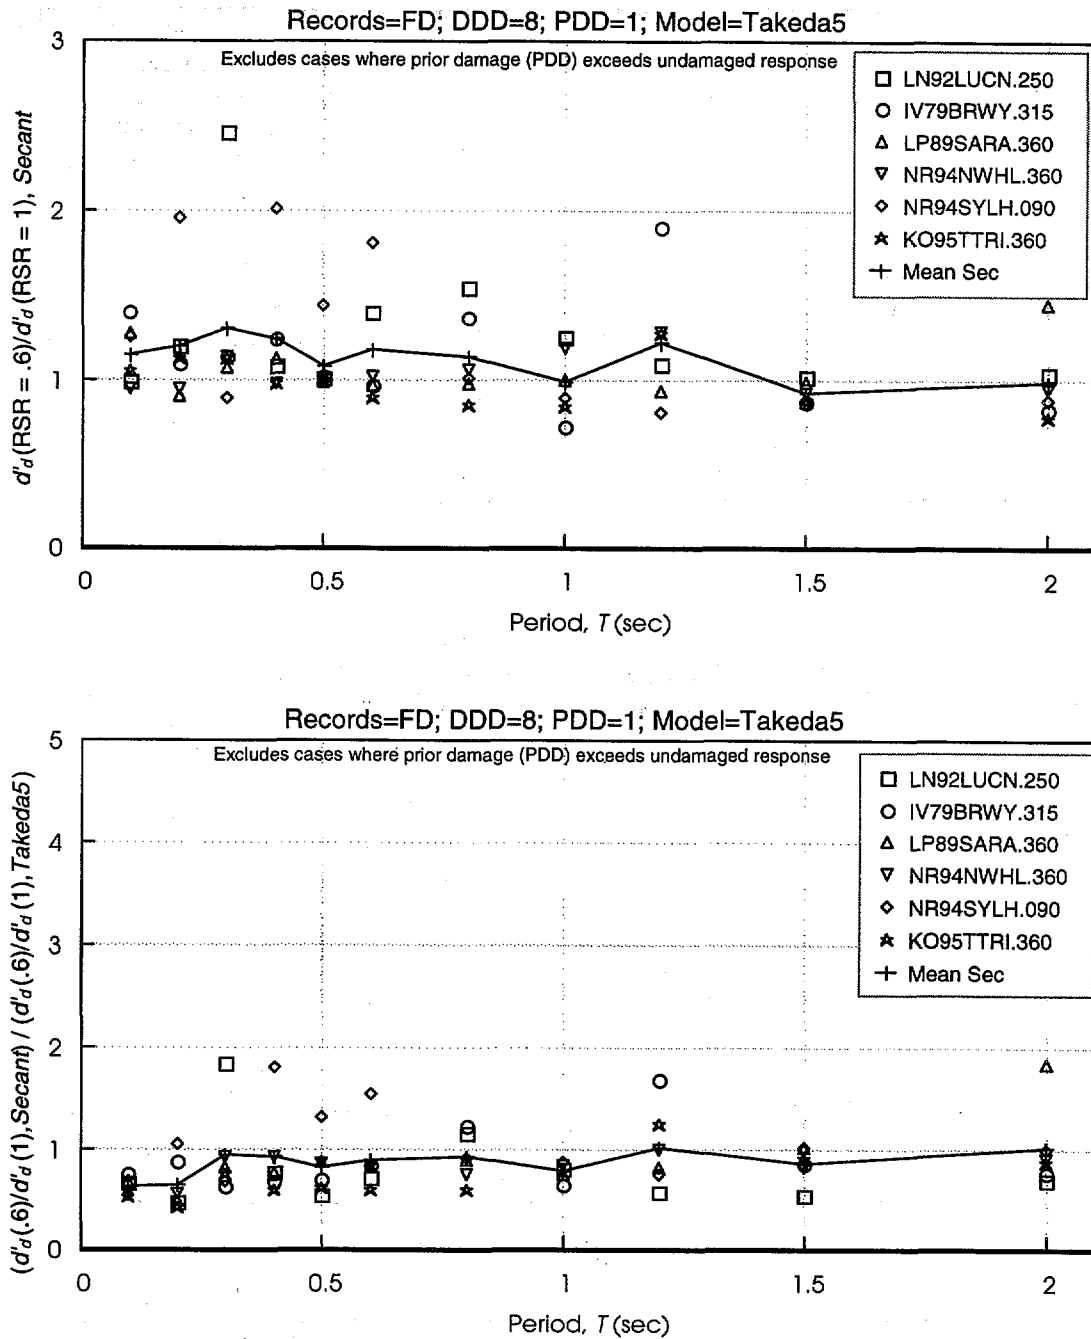 Records=FD; DDD=8; PDD=1; Model=Takeda5
Excludes cases where prior damage (PDD) exceeds undamaged response
3
2
1
0
d'd (RSR = .6)/d'd (RSR = 1), Secant
LN92LUCN.250
IV79BRWY.315
LP89SARA.360
NR94NWHL.360
NR94SYLH.090
KO95TTRI.360
Mean Sec
0 0.5 1 1.5 2
Period, T (sec)
Records=FD; DDD=8; PDD=1; Model=Takeda5
Excludes cases where prior damage (PDD) exceeds undamaged response
5
4
3
2
1
0
(d'd (.6)/d'd (1), Secant) / (d'd (.6)/d'd (1), Takeda5)
LN92LUCN.250
IV79BRWY.315
LP89SARA.360
NR94NWHL.360
NR94SYLH.090
KO95TTRI.360
Mean Sec
0 0.5 1 1.5 2
Period, T (sec)